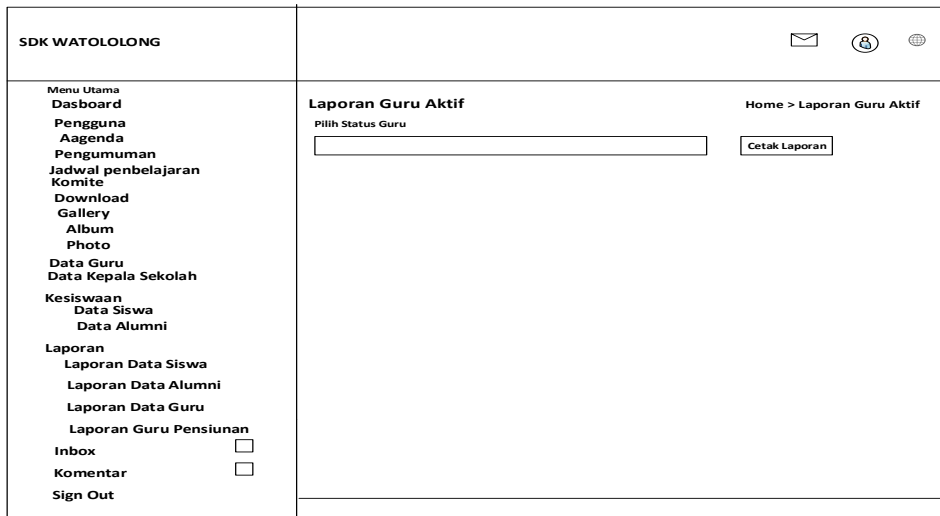 SDK WATOLOLONG
Menu Utama
Dasboard
Pengguna
Aagenda
Pengumuman
Jadwal penbelajaran
Komite
Download
Gallery
Album
Photo
Data Guru
Data Kepala Sekolah
Kesiswaan
Data Siswa
Data Alumni
Laporan
Laporan Data Siswa
Laporan Data Alumni
Laporan Data Guru
Laporan Guru Pensiunan
Inbox
Komentar
Sign Out
Laporan Guru Aktif
Home > Laporan Guru Aktif
Pilih Status Guru
Cetak Laporan